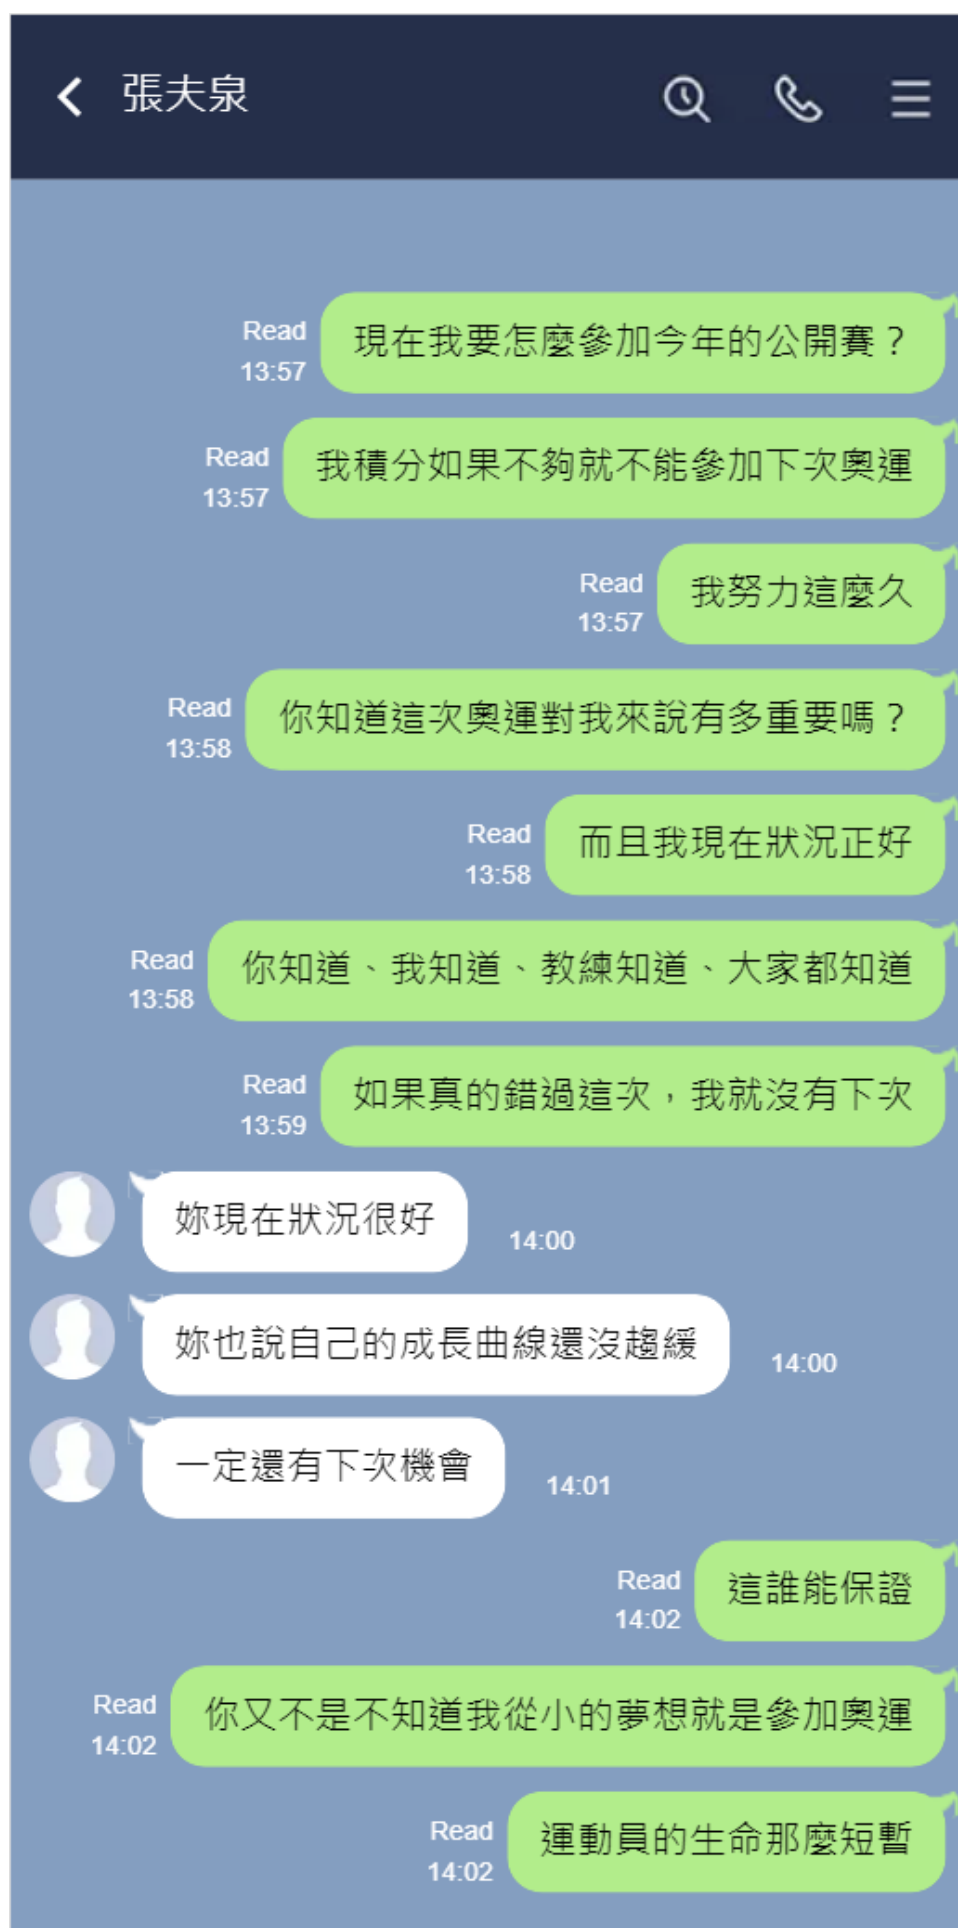 張夫泉
現在我要怎麼參加今年的公開賽？
Read
13:57
我積分如果不夠就不能參加下次奧運
Read
13:57
我努力這麼久
Read
13:57
你知道這次奧運對我來說有多重要嗎？
Read
13:58
而且我現在狀況正好
Read
13:58
你知道、我知道、教練知道、大家都知道
Read
13:58
如果真的錯過這次，我就沒有下次
Read
13:59
妳現在狀況很好
14:00
妳也說自己的成長曲線還沒趨緩
14:00
一定還有下次機會
14:01
這誰能保證
Read
14:02
你又不是不知道我從小的夢想就是參加奧運
Read
14:02
運動員的生命那麼短暫
Read
14:02